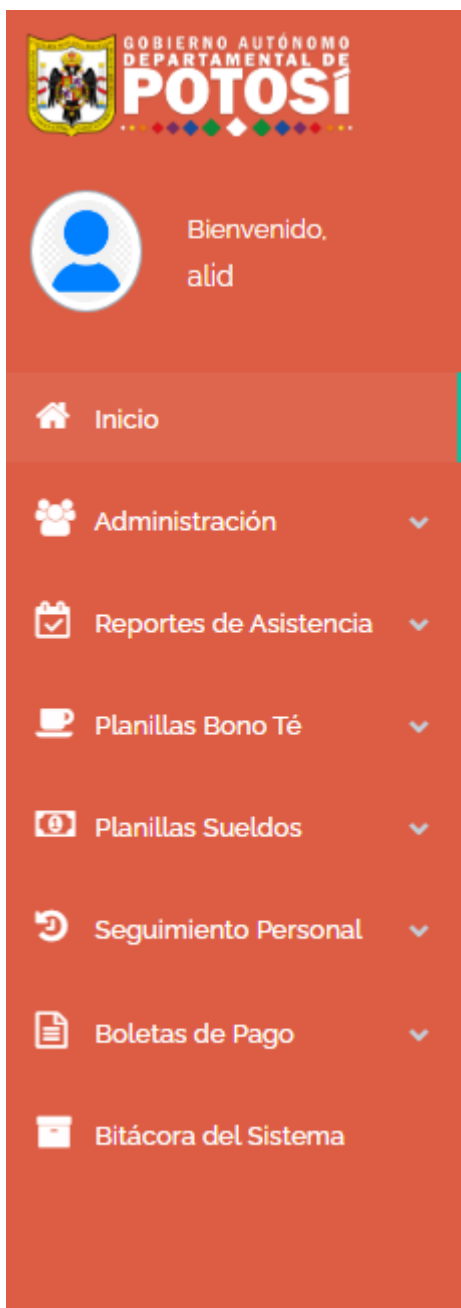 GOBIERNO AUTÓNOMO
DEPARTAMENTAL DE
POTOSÍ
Bienvenido,
alid
Inicio
Administración
Reportes de Asistencia
Planillas Bono Té
Planillas Sueldos
Seguimiento Personal
Boletas de Pago
Bitácora del Sistema